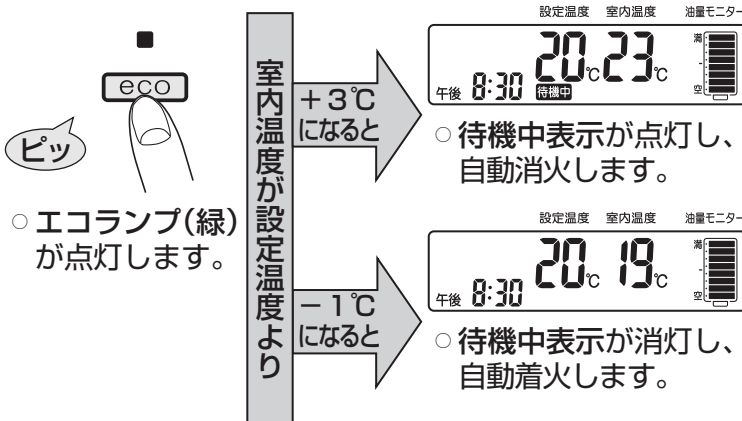 eco
ピッ
○エコランプ(緑)
が点灯します。
室内温度が設定温度より
+3℃
になると
設定温度 室内温度 油量モニター
満
空
午後 8:30 20℃ 23℃
待機中
○待機中表示が点灯し、
自動消火します。
-1℃
になると
設定温度 室内温度 油量モニター
満
空
午後 8:30 20℃ 19℃
○待機中表示が消灯し、
自動着火します。